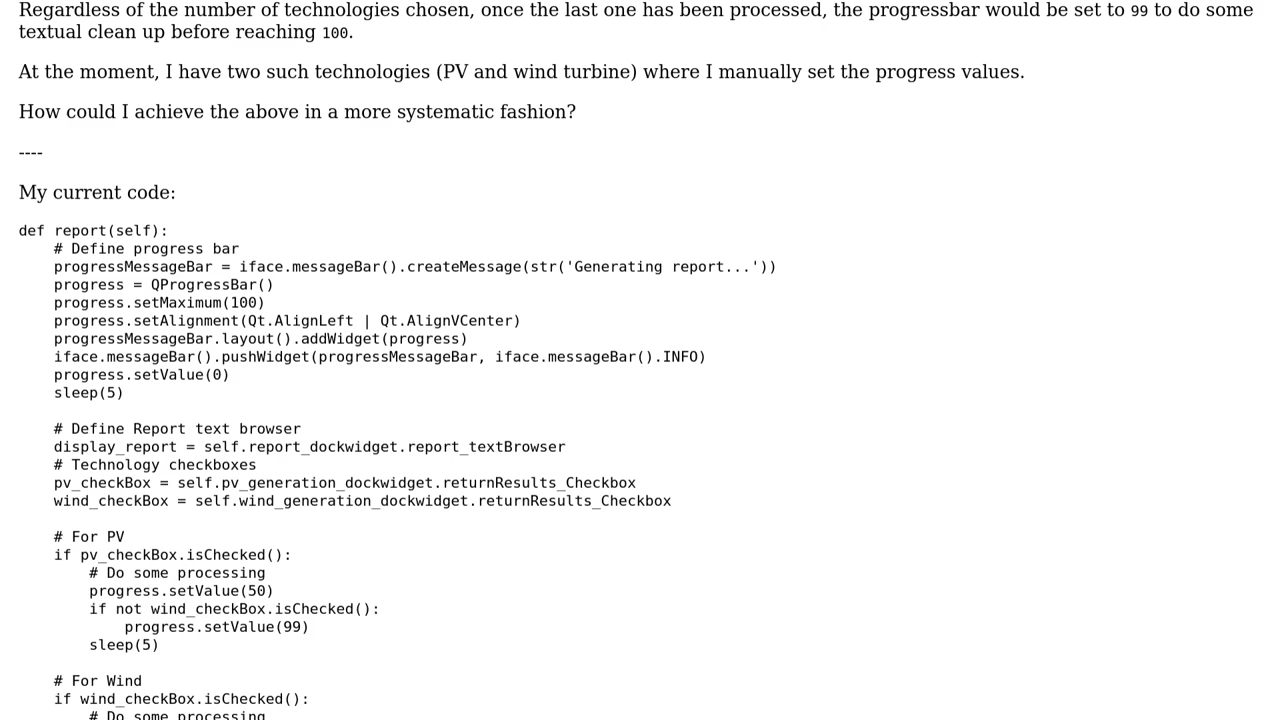 Regardless of the number of technologies chosen, once the last one has been processed, the progressbar would be set to 99 to do some
textual clean up before reaching 100.
At the moment, I have two such technologies (PV and wind turbine) where I manually set the progress values.
How could I achieve the above in a more systematic fashion?
----
My current code:
def report(self):
    # Define progress bar
    progressMessageBar = iface.messageBar().createMessage(str('Generating report...'))
    progress = QProgressBar()
    progress.setMaximum(100)
    progress.setAlignment(Qt.AlignLeft | Qt.AlignVCenter)
    progressMessageBar.layout().addWidget(progress)
    iface.messageBar().pushWidget(progressMessageBar, iface.messageBar().INFO)
    progress.setValue(0)
    sleep(5)
    # Define Report text browser
    display_report = self.report_dockwidget.report_textBrowser
    # Technology checkboxes
    pv_checkBox = self.pv_generation_dockwidget.returnResults_Checkbox
    wind_checkBox = self.wind_generation_dockwidget.returnResults_Checkbox
    # For PV
    if pv_checkBox.isChecked():
        # Do some processing
        progress.setValue(50)
        if not wind_checkBox.isChecked():
            progress.setValue(99)
        sleep(5)
    # For Wind
    if wind_checkBox.isChecked():
        # Do some processing